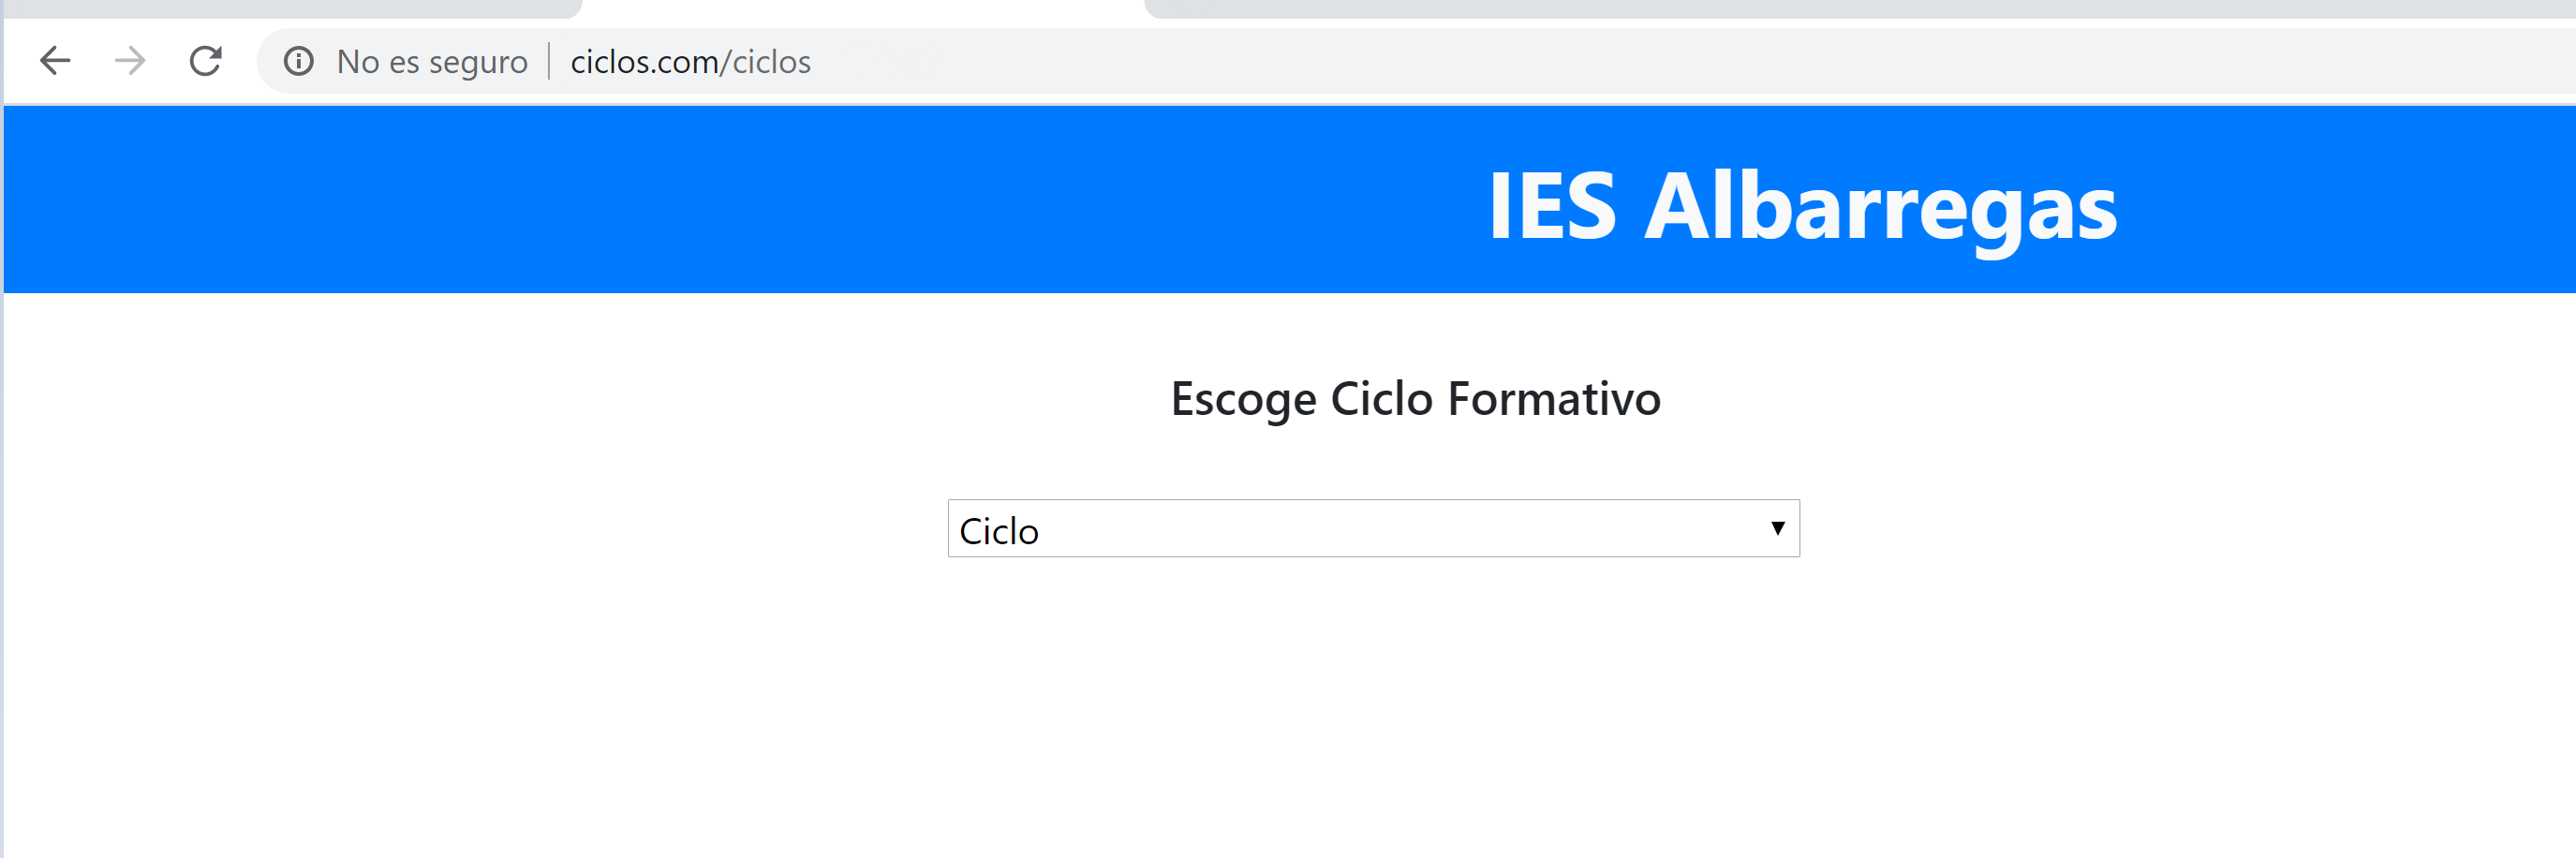 No es seguro | ciclos.com/ciclos
IES Albarregas
Escoge Ciclo Formativo
Ciclo